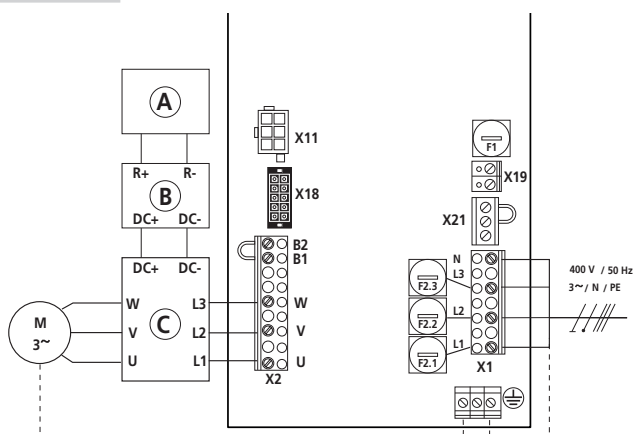 A
R+ R-
B
DC+ DC-
DC+ DC-
W L3
V C L2
U L1
M
3~
X11
X18
B2
B1
W
V
U
X2
F1
X19
X21
N
L3
F2.3
L2
F2.2
L1
F2.1
X1
400 V / 50 Hz
3~/ N / PE